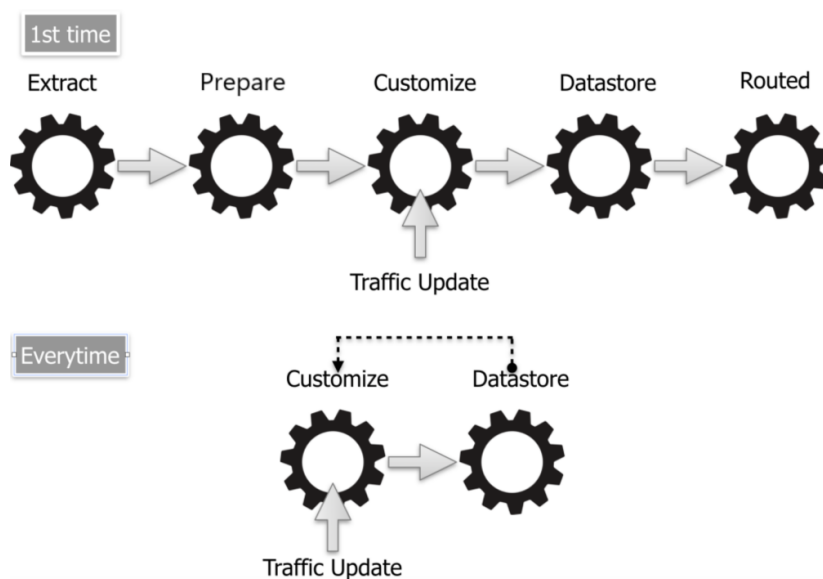 1st time
Extract
Prepare
Customize
Datastore
Routed
Traffic Update
Everytime
Customize
Datastore
Traffic Update